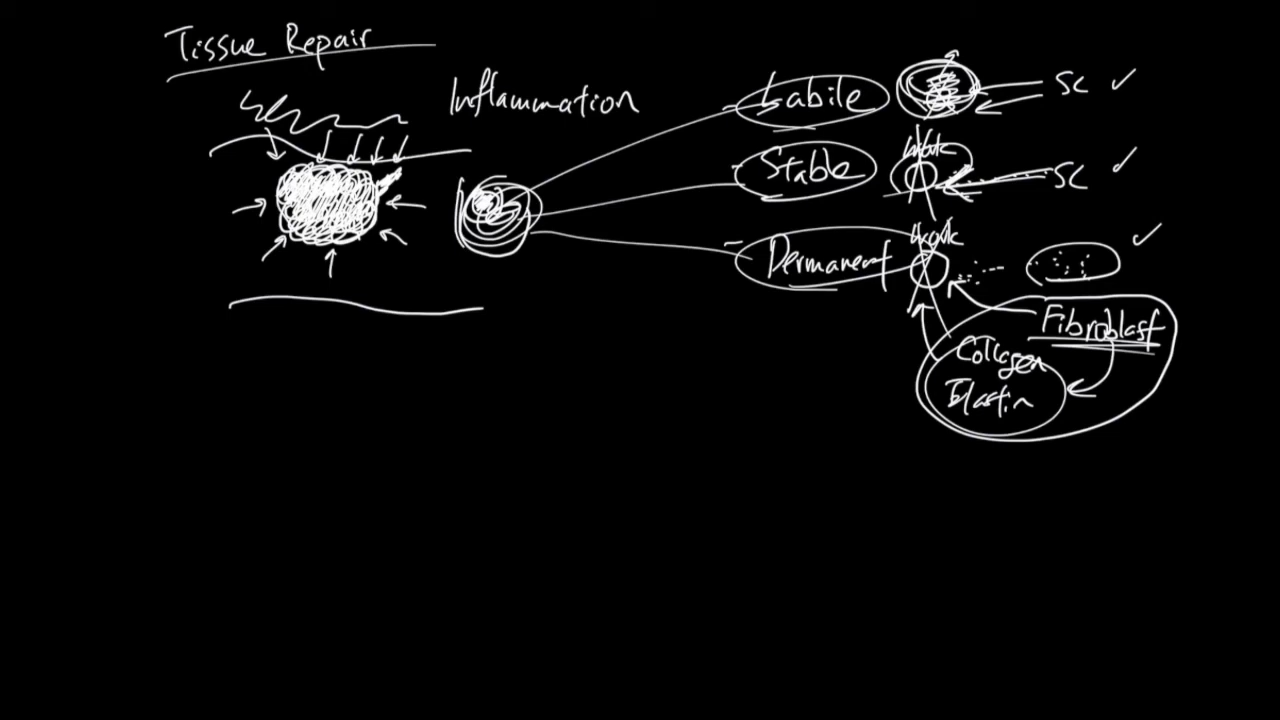 Tissue Repair
Inflammation
Labile
SC
Stable
SC
Permanent
Fibroblast
Collagen
Elastin